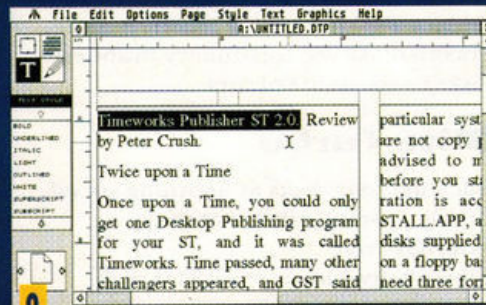 File Edit Options Page Style Text Graphics Help
A:\UNTITLED.DTP
T
TEXT STYLE
BOLD
UNDERLINED
ITALIC
LIGHT
OUTLINED
WHITE
SUPERSCRIPT
SUBSCRIPT
Timeworks Publisher ST 2.0. Review
by Peter Crush.
Twice upon a Time
Once upon a Time, you could only
get one Desktop Publishing program
for your ST, and it was called
Timeworks. Time passed, many other
challengers appeared, and GST said
particular syst
are not copy p
advised to m
before you sta
ration is acc
STALL.APP, a
disks supplied
on a floppy ba
need three for